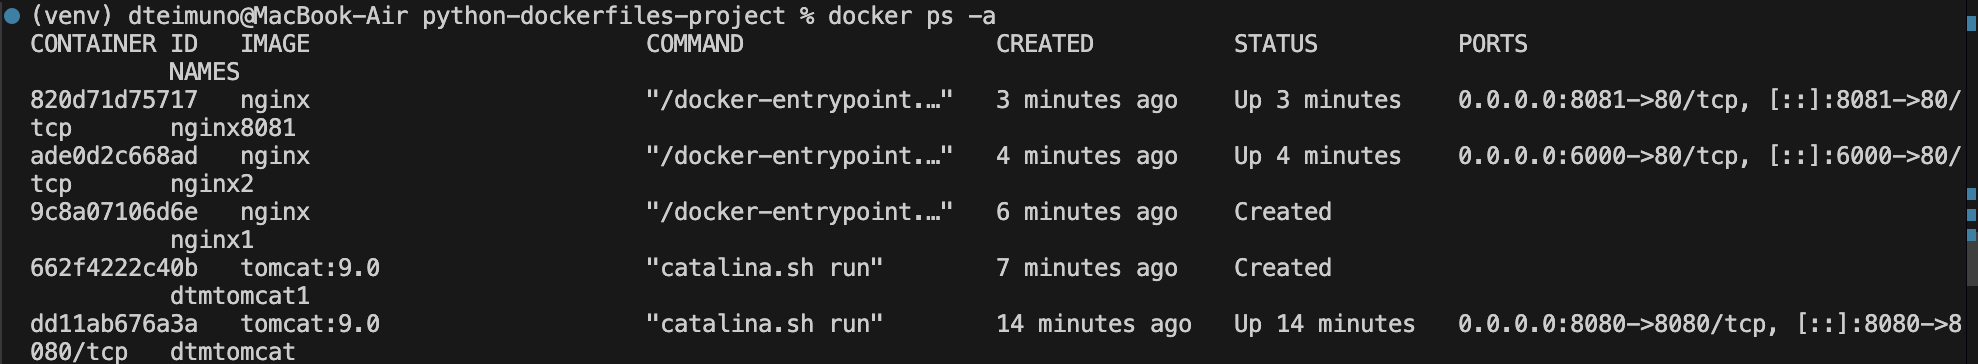 (venv) dteimuno@MacBook-Air python-dockerfiles-project % docker ps -a
CONTAINER ID   IMAGE                        COMMAND                  CREATED          STATUS          PORTS
          NAMES
820d71d75717   nginx                        "/docker-entrypoint.…"   3 minutes ago    Up 3 minutes    0.0.0.0:8081->80/tcp, [::]:8081->80/
tcp       nginx8081
ade0d2c668ad   nginx                        "/docker-entrypoint.…"   4 minutes ago    Up 4 minutes    0.0.0.0:6000->80/tcp, [::]:6000->80/
tcp       nginx2
9c8a07106d6e   nginx                        "/docker-entrypoint.…"   6 minutes ago    Created
          nginx1
662f4222c40b   tomcat:9.0                   "catalina.sh run"        7 minutes ago    Created
          dtmtomcat1
dd11ab676a3a   tomcat:9.0                   "catalina.sh run"        14 minutes ago   Up 14 minutes   0.0.0.0:8080->8080/tcp, [::]:8080->8
080/tcp   dtmtomcat